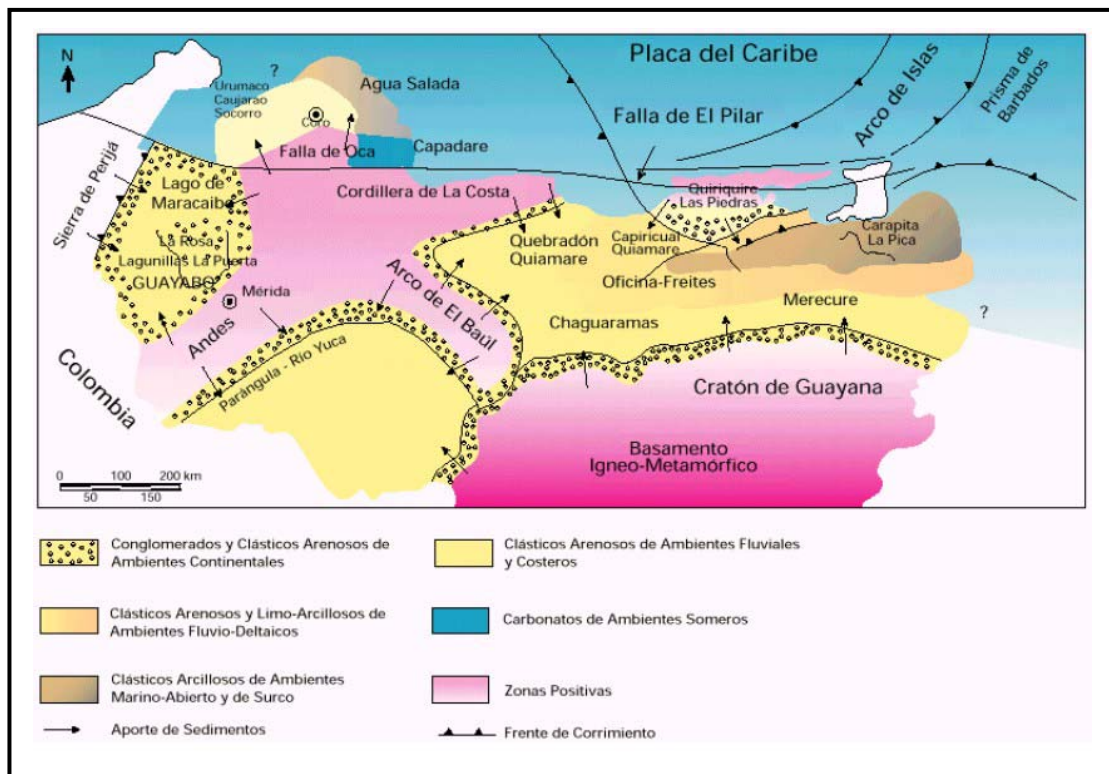 N
Placa del Caribe
Arco de Islas
Prisma de
Barbados
?
Urumaco
Caujarao
Socorro
Agua Salada
Coro
Falla de El Pilar
Falla de Oca
Capadare
Sierra de Perijá
Lago de
Maracaibo
Cordillera de La Costa
Quiriquire
Las Piedras
La Rosa
Lagunillas La Puerta
GUAYABO
Quebradón
Quiamare
Capiricual
Quiamare
Carapita
La Pica
Oficina-Freites
Mérida
Andes
Arco de El Baúl
Merecure
?
Chaguaramas
Colombia
Parángula - Río Yuca
Cratón de Guayana
Basamento
Igneo-Metamórfico
0 100 200 km
50 150
Conglomerados y Clásticos Arenosos de
Ambientes Continentales
Clásticos Arenosos de Ambientes Fluviales
y Costeros
Clásticos Arenosos y Limo-Arcillosos de
Ambientes Fluvio-Deltaicos
Carbonatos de Ambientes Someros
Clásticos Arcillosos de Ambientes
Marino-Abierto y de Surco
Zonas Positivas
Aporte de Sedimentos
Frente de Corrimiento